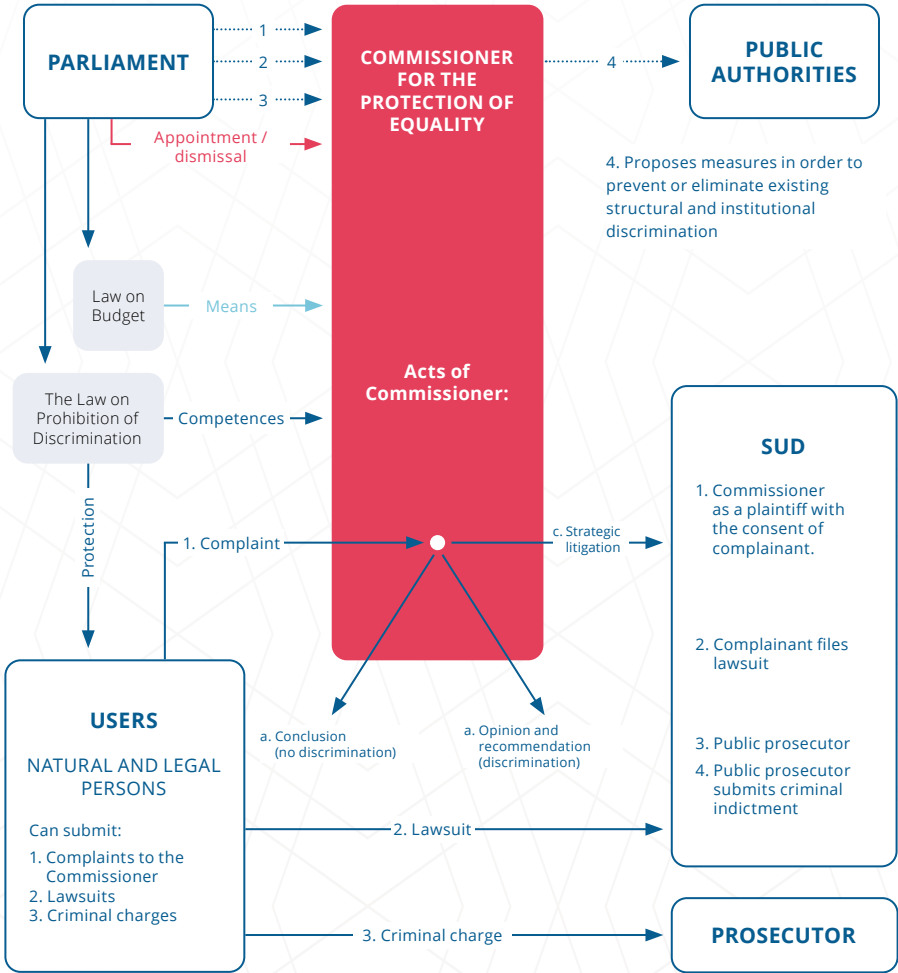 PARLIAMENT
1
2
3
Appointment /
dismissal
COMMISSIONER
FOR THE
PROTECTION OF
EQUALITY
4
PUBLIC
AUTHORITIES
4. Proposes measures in order to
prevent or eliminate existing
structural and institutional
discrimination
Law on
Budget
Means
The Law on
Prohibition of
Discrimination
Competences
Acts of
Commissioner:
Protection
1. Complaint
c. Strategic
litigation
SUD
1. Commissioner
as a plaintiff with
the consent of
complainant.
2. Complainant files
lawsuit
3. Public prosecutor
4. Public prosecutor
submits criminal
indictment
a. Conclusion
(no discrimination)
a. Opinion and
recommendation
(discrimination)
USERS
NATURAL AND LEGAL
PERSONS
Can submit:
1. Complaints to the
Commissioner
2. Lawsuits
3. Criminal charges
2. Lawsuit
3. Criminal charge
PROSECUTOR